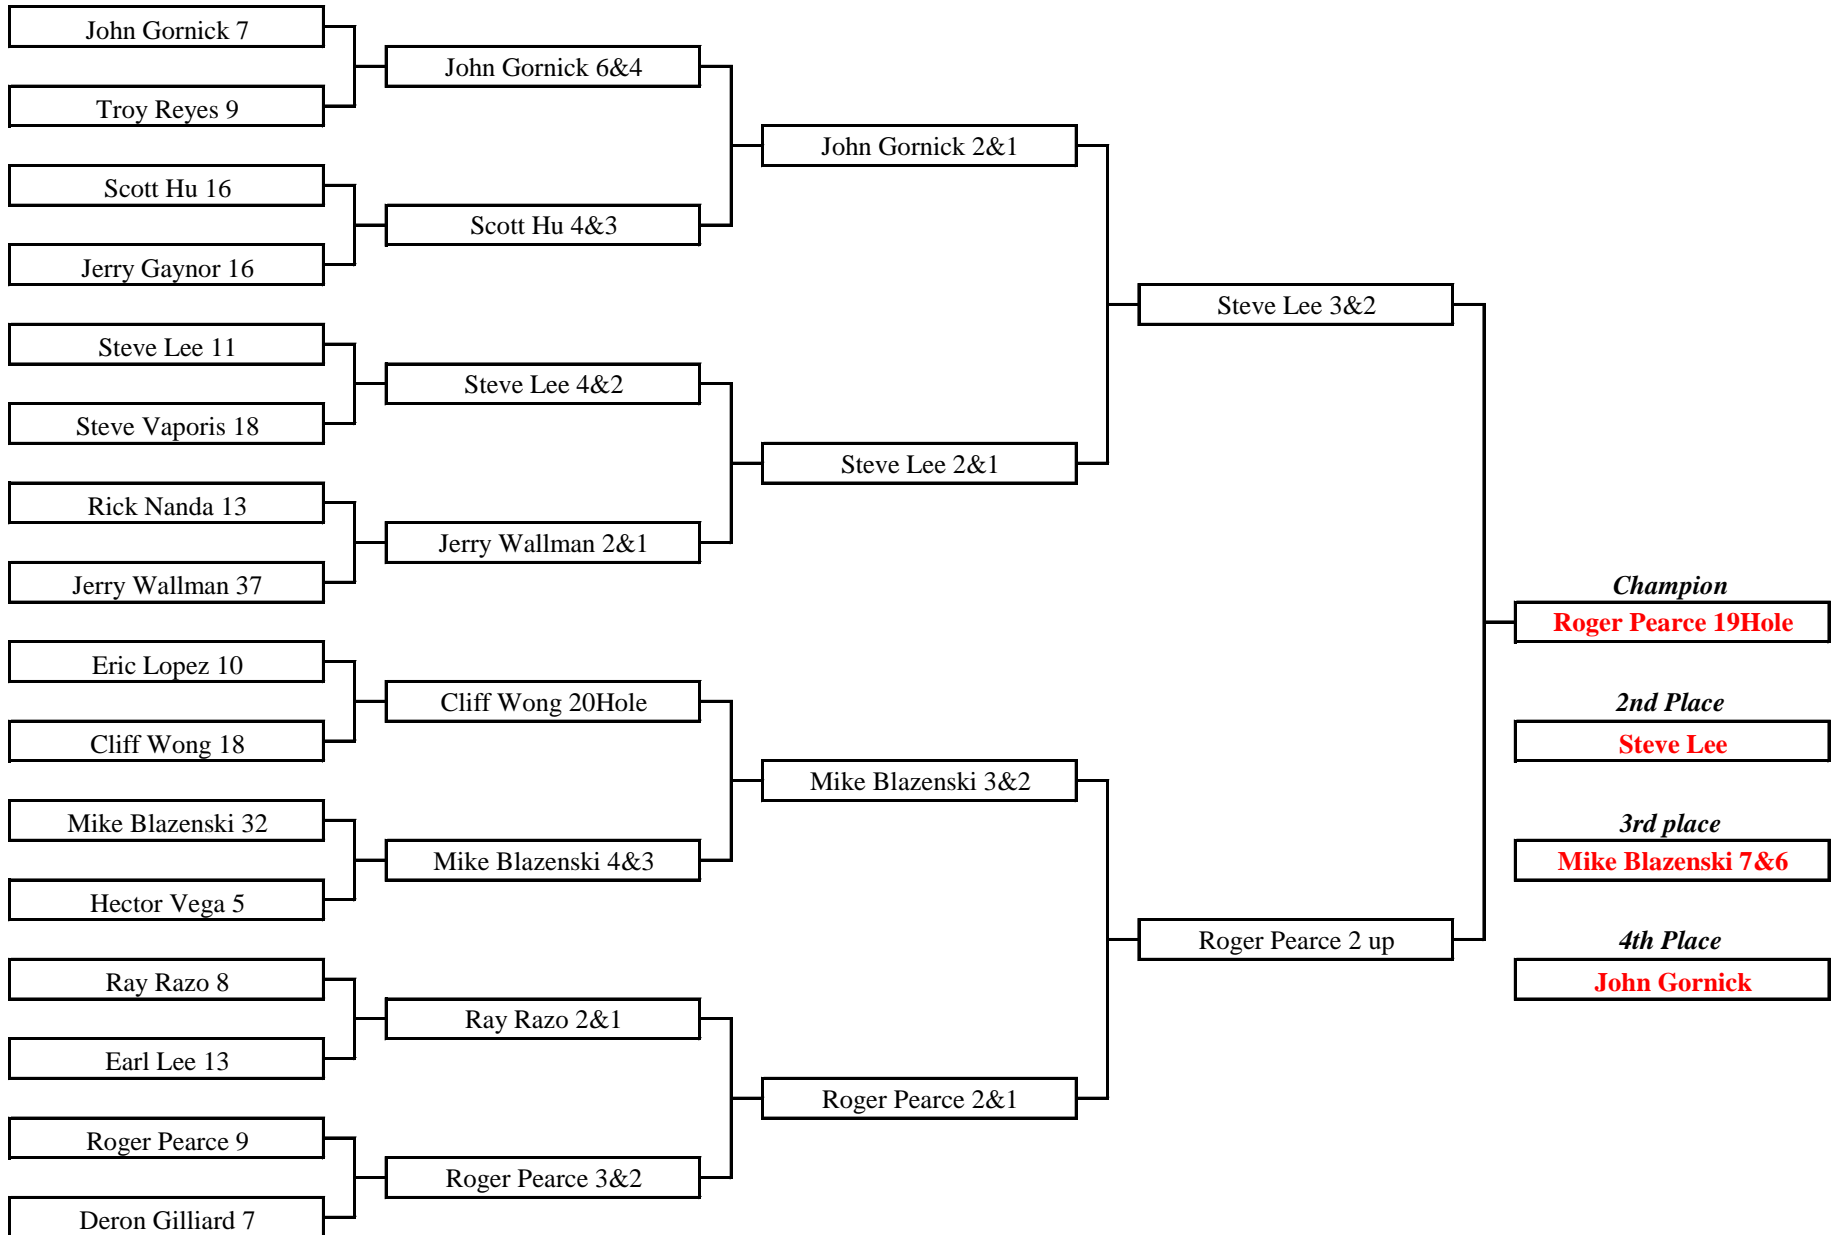 John Gornick 7
Troy Reyes 9
Scott Hu 16
Jerry Gaynor 16
Steve Lee 11
Steve Vaporis 18
Rick Nanda 13
Jerry Wallman 37
Eric Lopez 10
Cliff Wong 18
Mike Blazenski 32
Hector Vega 5
Ray Razo 8
Earl Lee 13
Roger Pearce 9
Deron Gilliard 7
John Gornick 6&4
Scott Hu 4&3
Steve Lee 4&2
Jerry Wallman 2&1
Cliff Wong 20Hole
Mike Blazenski 4&3
Ray Razo 2&1
Roger Pearce 3&2
John Gornick 2&1
Steve Lee 2&1
Mike Blazenski 3&2
Roger Pearce 2&1
Steve Lee 3&2
Roger Pearce 2 up
Champion
Roger Pearce 19Hole
2nd Place
Steve Lee
3rd place
Mike Blazenski 7&6
4th Place
John Gornick